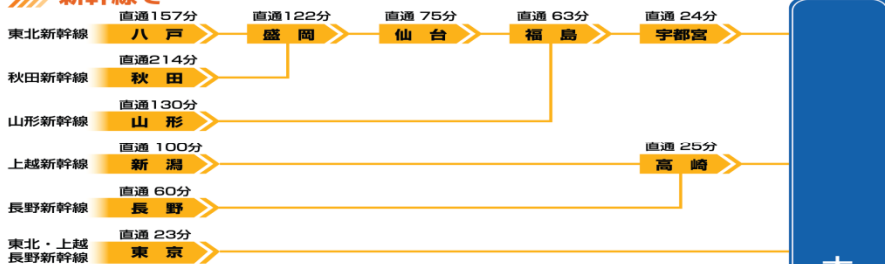 新幹線で
直通157分 直通122分 直通 75分 直通 63分 直通 24分
東北新幹線 八戸 盛岡 仙台 福島 宇都宮
直通214分
秋田新幹線 秋田
直通130分
山形新幹線 山形
直通 100分 直通 25分
上越新幹線 新潟 高崎
直通 60分
長野新幹線 長野
直通 23分
東北・上越
長野新幹線 東京